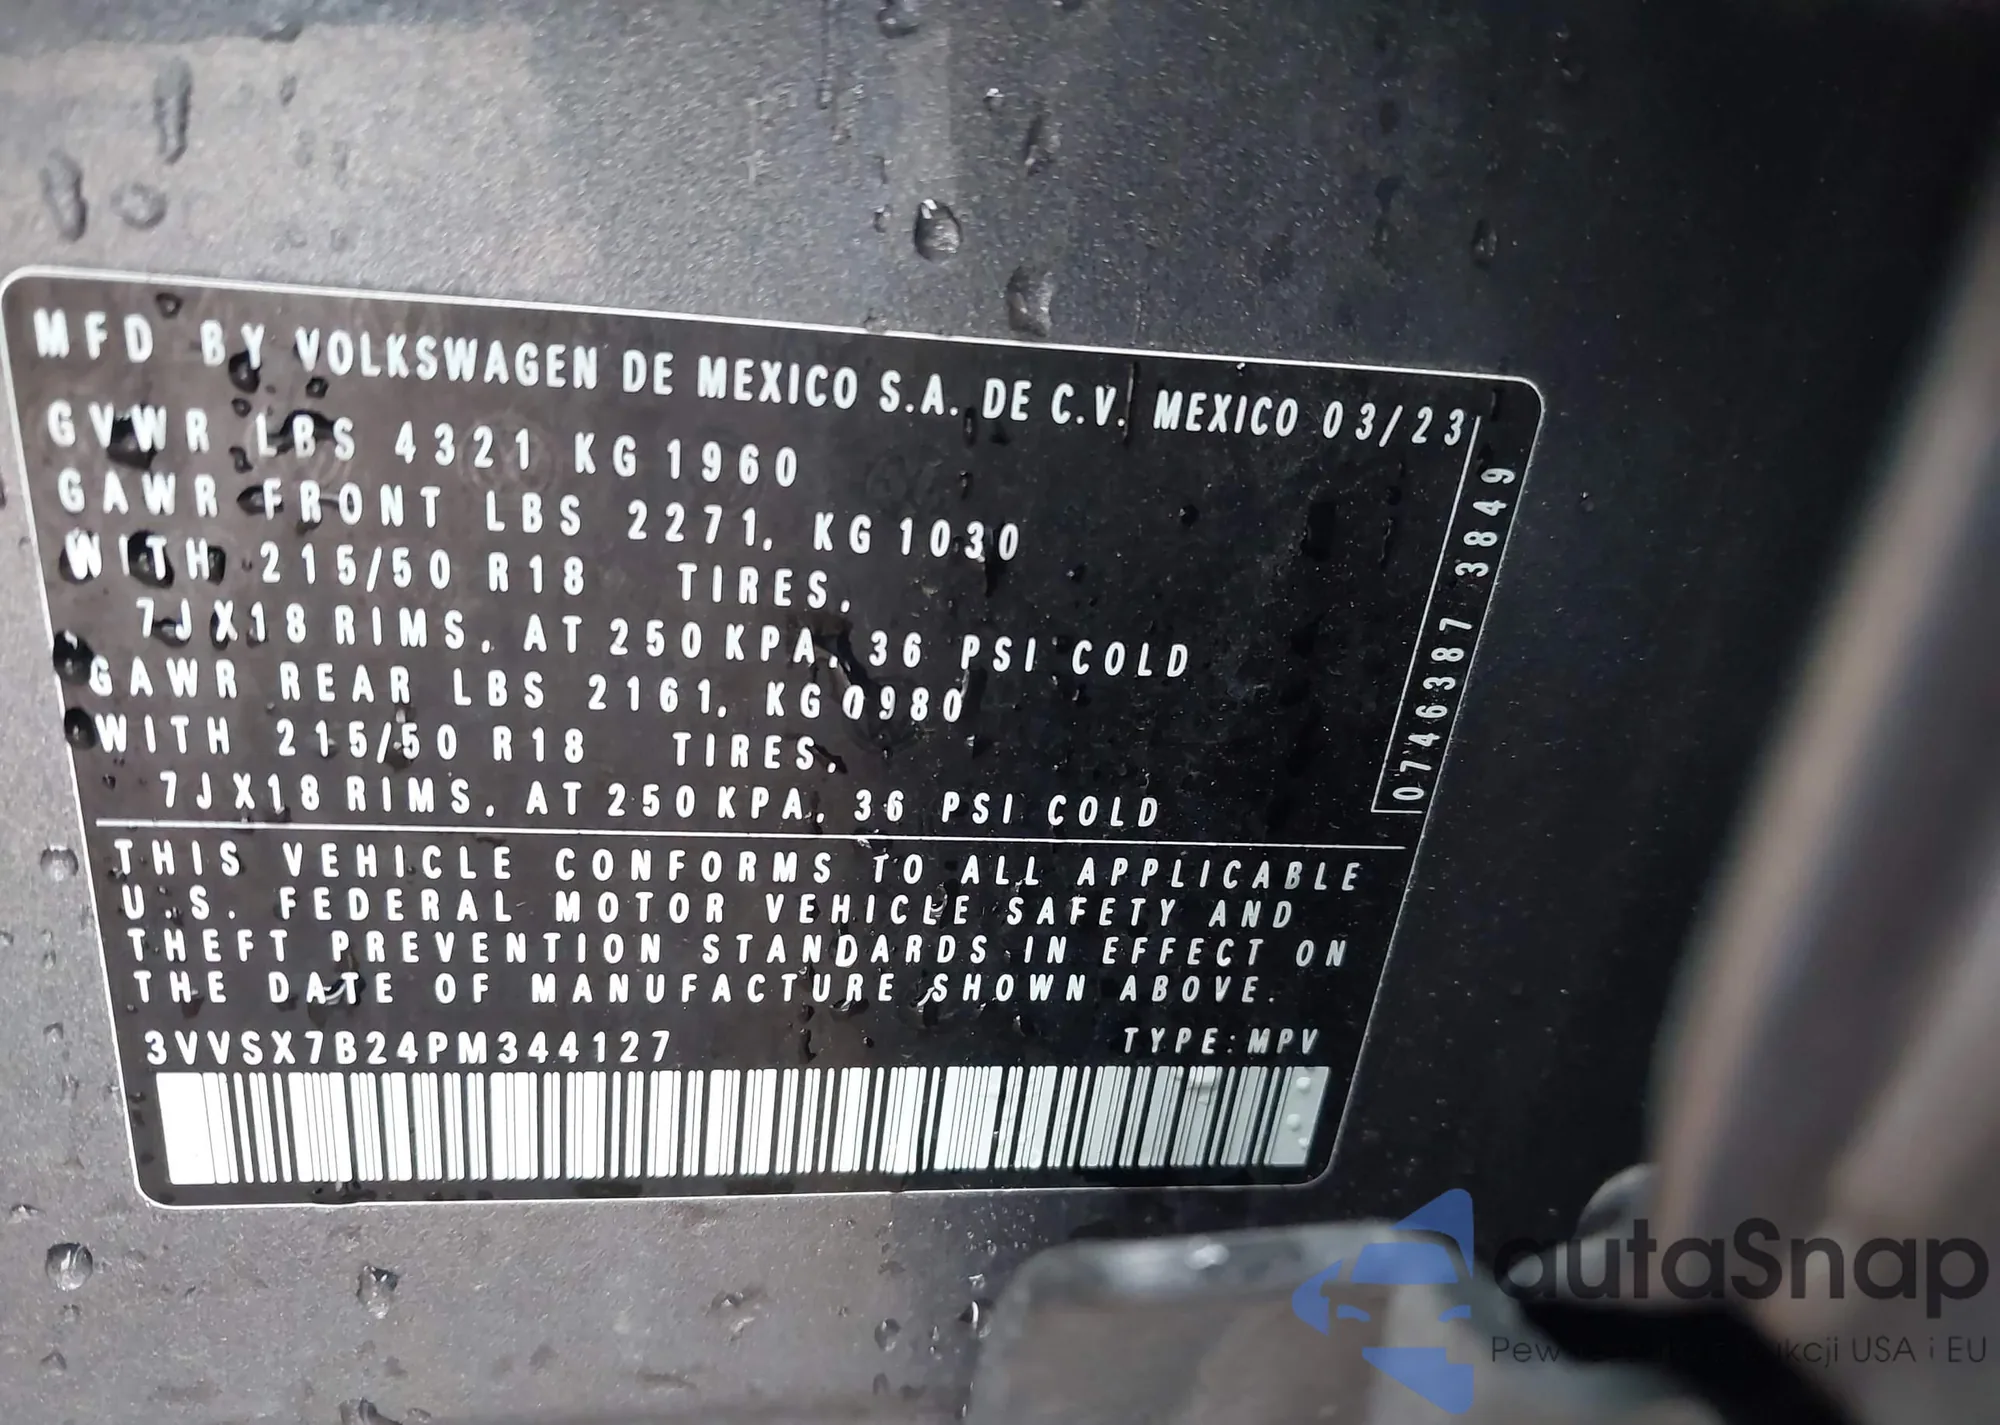 MFD BY VOLKSWAGEN DE MEXICO S.A. DE C.V. MEXICO 03/23
GVWR LBS 4321 KG 1960
GAWR FRONT LBS 2271, KG 1030
WITH 215/50 R18 TIRES,
7JX18 RIMS, AT 250 KPA, 36 PSI COLD
GAWR REAR LBS 2161, KG 0980
WITH 215/50 R18 TIRES,
7JX18 RIMS, AT 250 KPA, 36 PSI COLD
0746387 3849
THIS VEHICLE CONFORMS TO ALL APPLICABLE
U.S. FEDERAL MOTOR VEHICLE SAFETY AND
THEFT PREVENTION STANDARDS IN EFFECT ON
THE DATE OF MANUFACTURE SHOWN ABOVE.
3VVSX7B24PM344127 TYPE: MPV
autaSnap
USA i EU